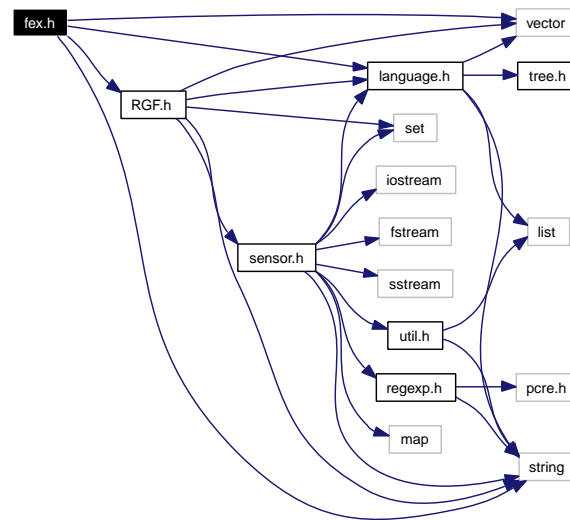 fex.h
vector
language.h
tree.h
RGF.h
set
iostream
fstream
list
sensor.h
sstream
util.h
regexp.h
pcre.h
map
string